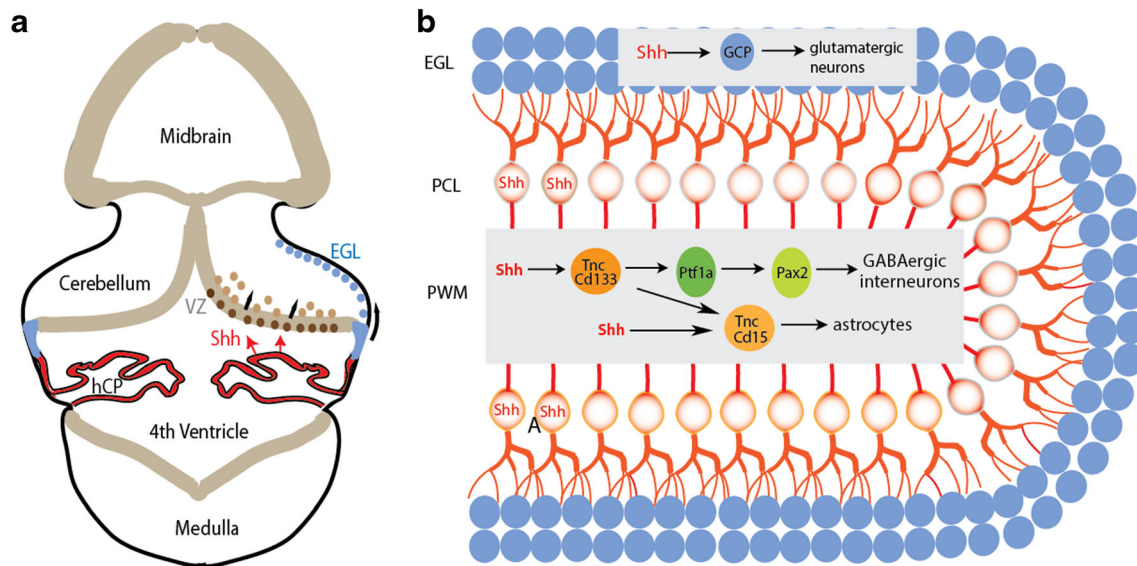 a
Midbrain
EGL
Cerebellum
VZ
Shh
hCP
4th Ventricle
Medulla
b
EGL
Shh
GCP
glutamatergic
neurons
PCL
Shh
Shh
PWM
Shh
Tnc
Cd133
Ptf1a
Pax2
GABAergic
interneurons
Shh
Tnc
Cd15
astrocytes
Shh
Shh
A